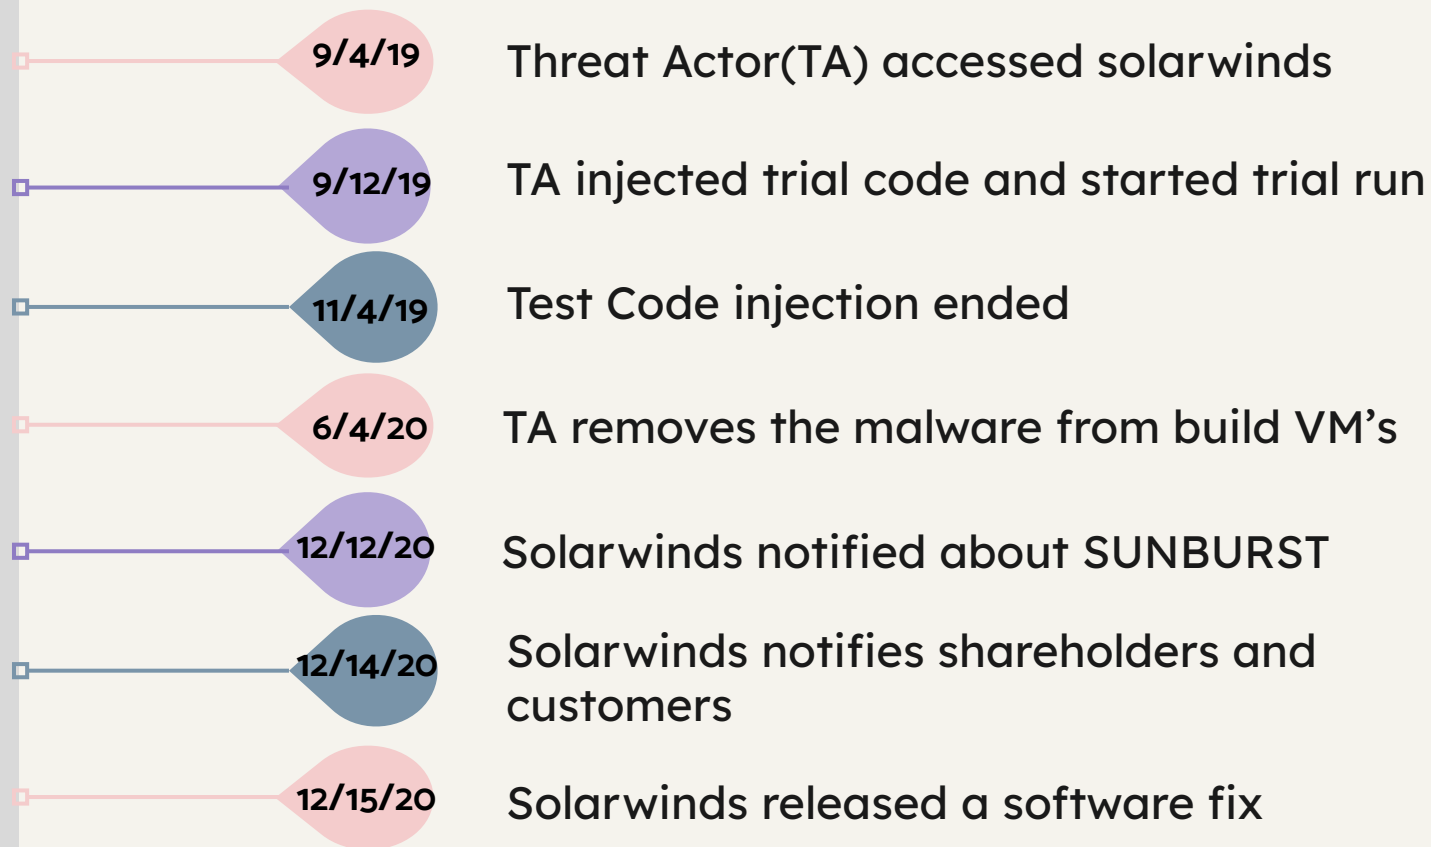 9/4/19 Threat Actor(TA) accessed solarwinds
9/12/19 TA injected trial code and started trial run
11/4/19 Test Code injection ended
6/4/20 TA removes the malware from build VM’s
12/12/20 Solarwinds notified about SUNBURST
12/14/20 Solarwinds notifies shareholders and
customers
12/15/20 Solarwinds released a software fix